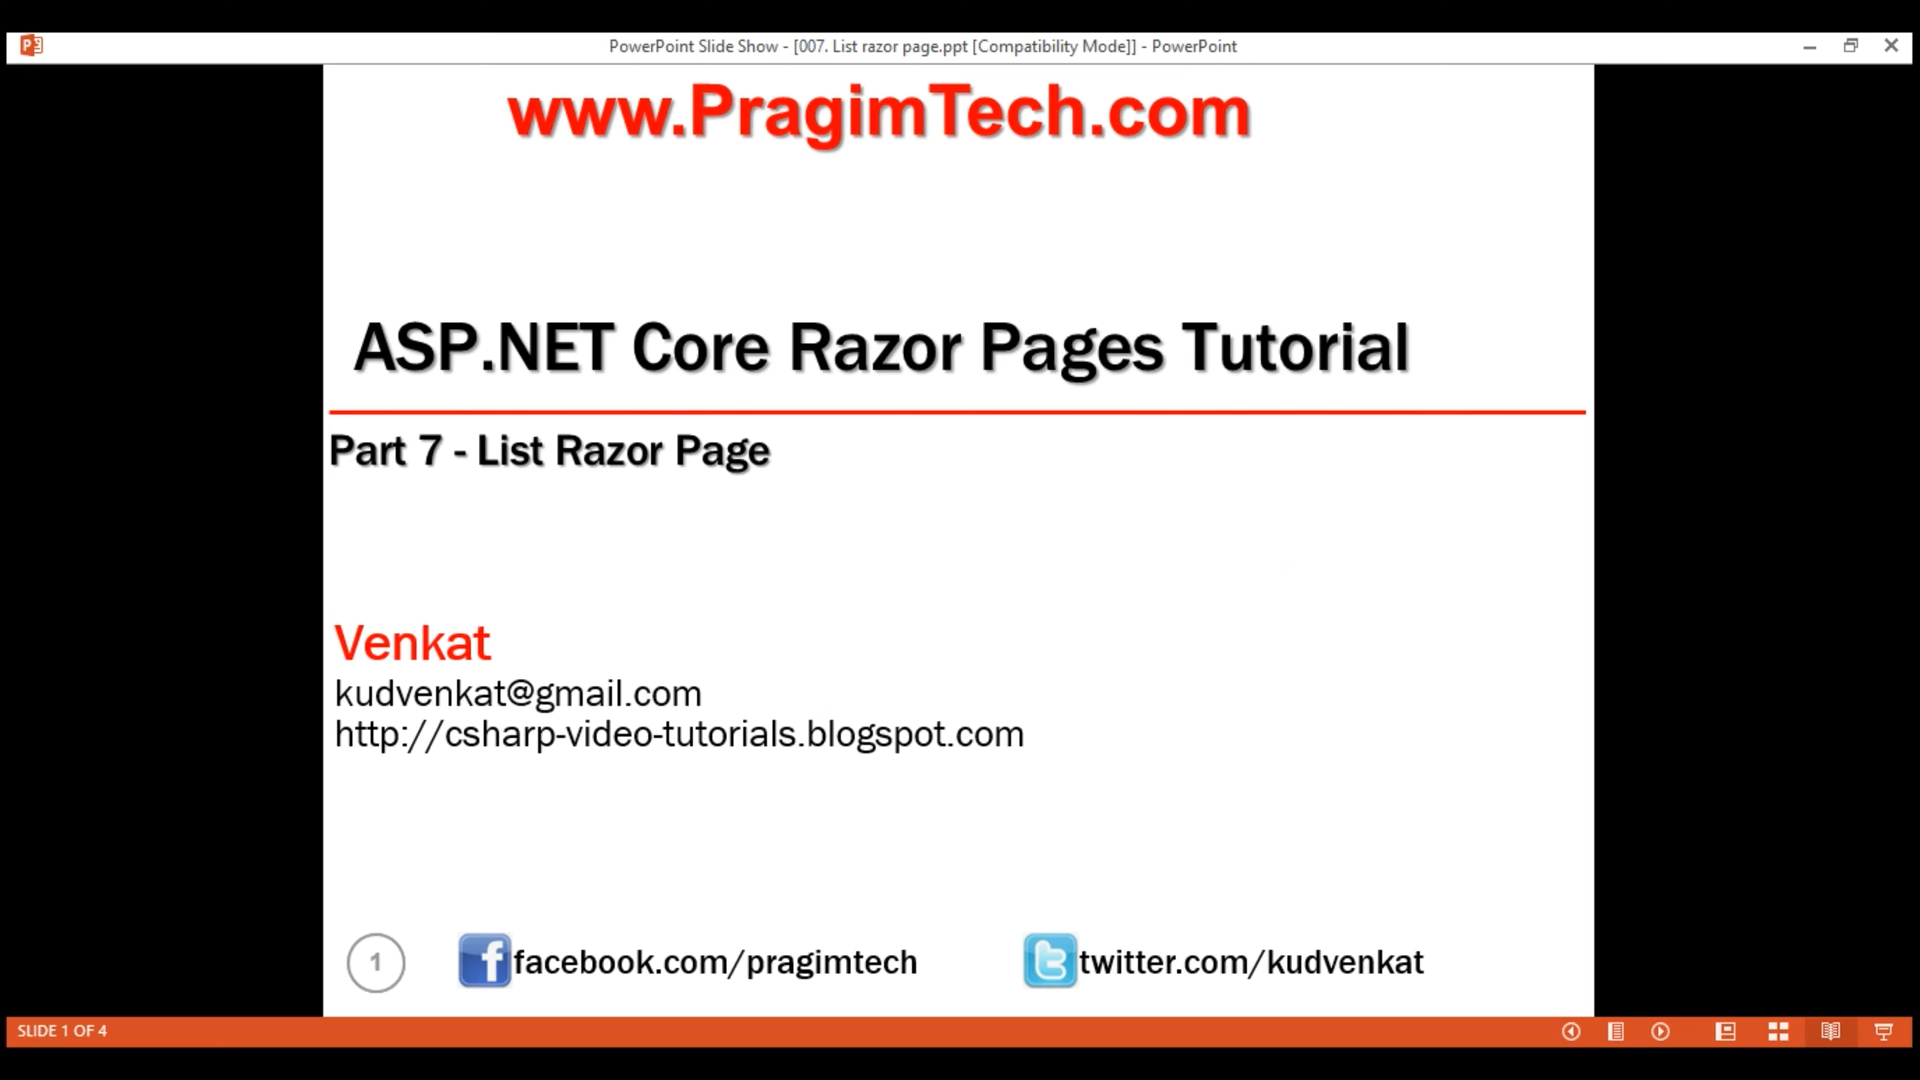 PowerPoint Slide Show - [007. List razor page.ppt [Compatibility Mode]] - PowerPoint
www.PragimTech.com
ASP.NET Core Razor Pages Tutorial
Part 7 - List Razor Page
Venkat
kudvenkat@gmail.com
http://csharp-video-tutorials.blogspot.com
1
facebook.com/pragimtech
twitter.com/kudvenkat
SLIDE 1 OF 4